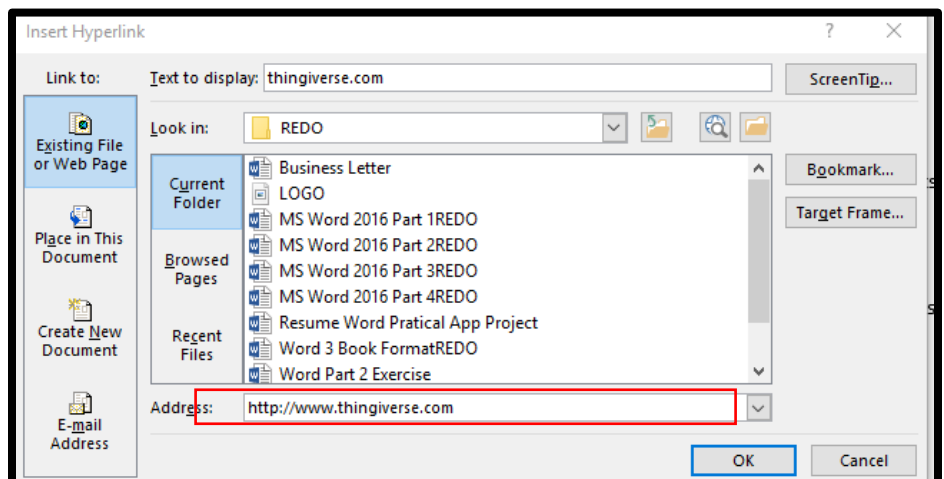 Insert Hyperlink ? ×
Link to:
Text to display: thingiverse.com
ScreenTip...
Existing File
or Web Page
Look in: REDO
Current
Folder
Browsed
Pages
Recent
Files
Business Letter
LOGO
MS Word 2016 Part 1REDO
MS Word 2016 Part 2REDO
MS Word 2016 Part 3REDO
MS Word 2016 Part 4REDO
Resume Word Pratical App Project
Word 3 Book FormatREDO
Word Part 2 Exercise
Bookmark...
Target Frame...
Place in This
Document
Create New
Document
E-mail
Address
Address: http://www.thingiverse.com
OK
Cancel